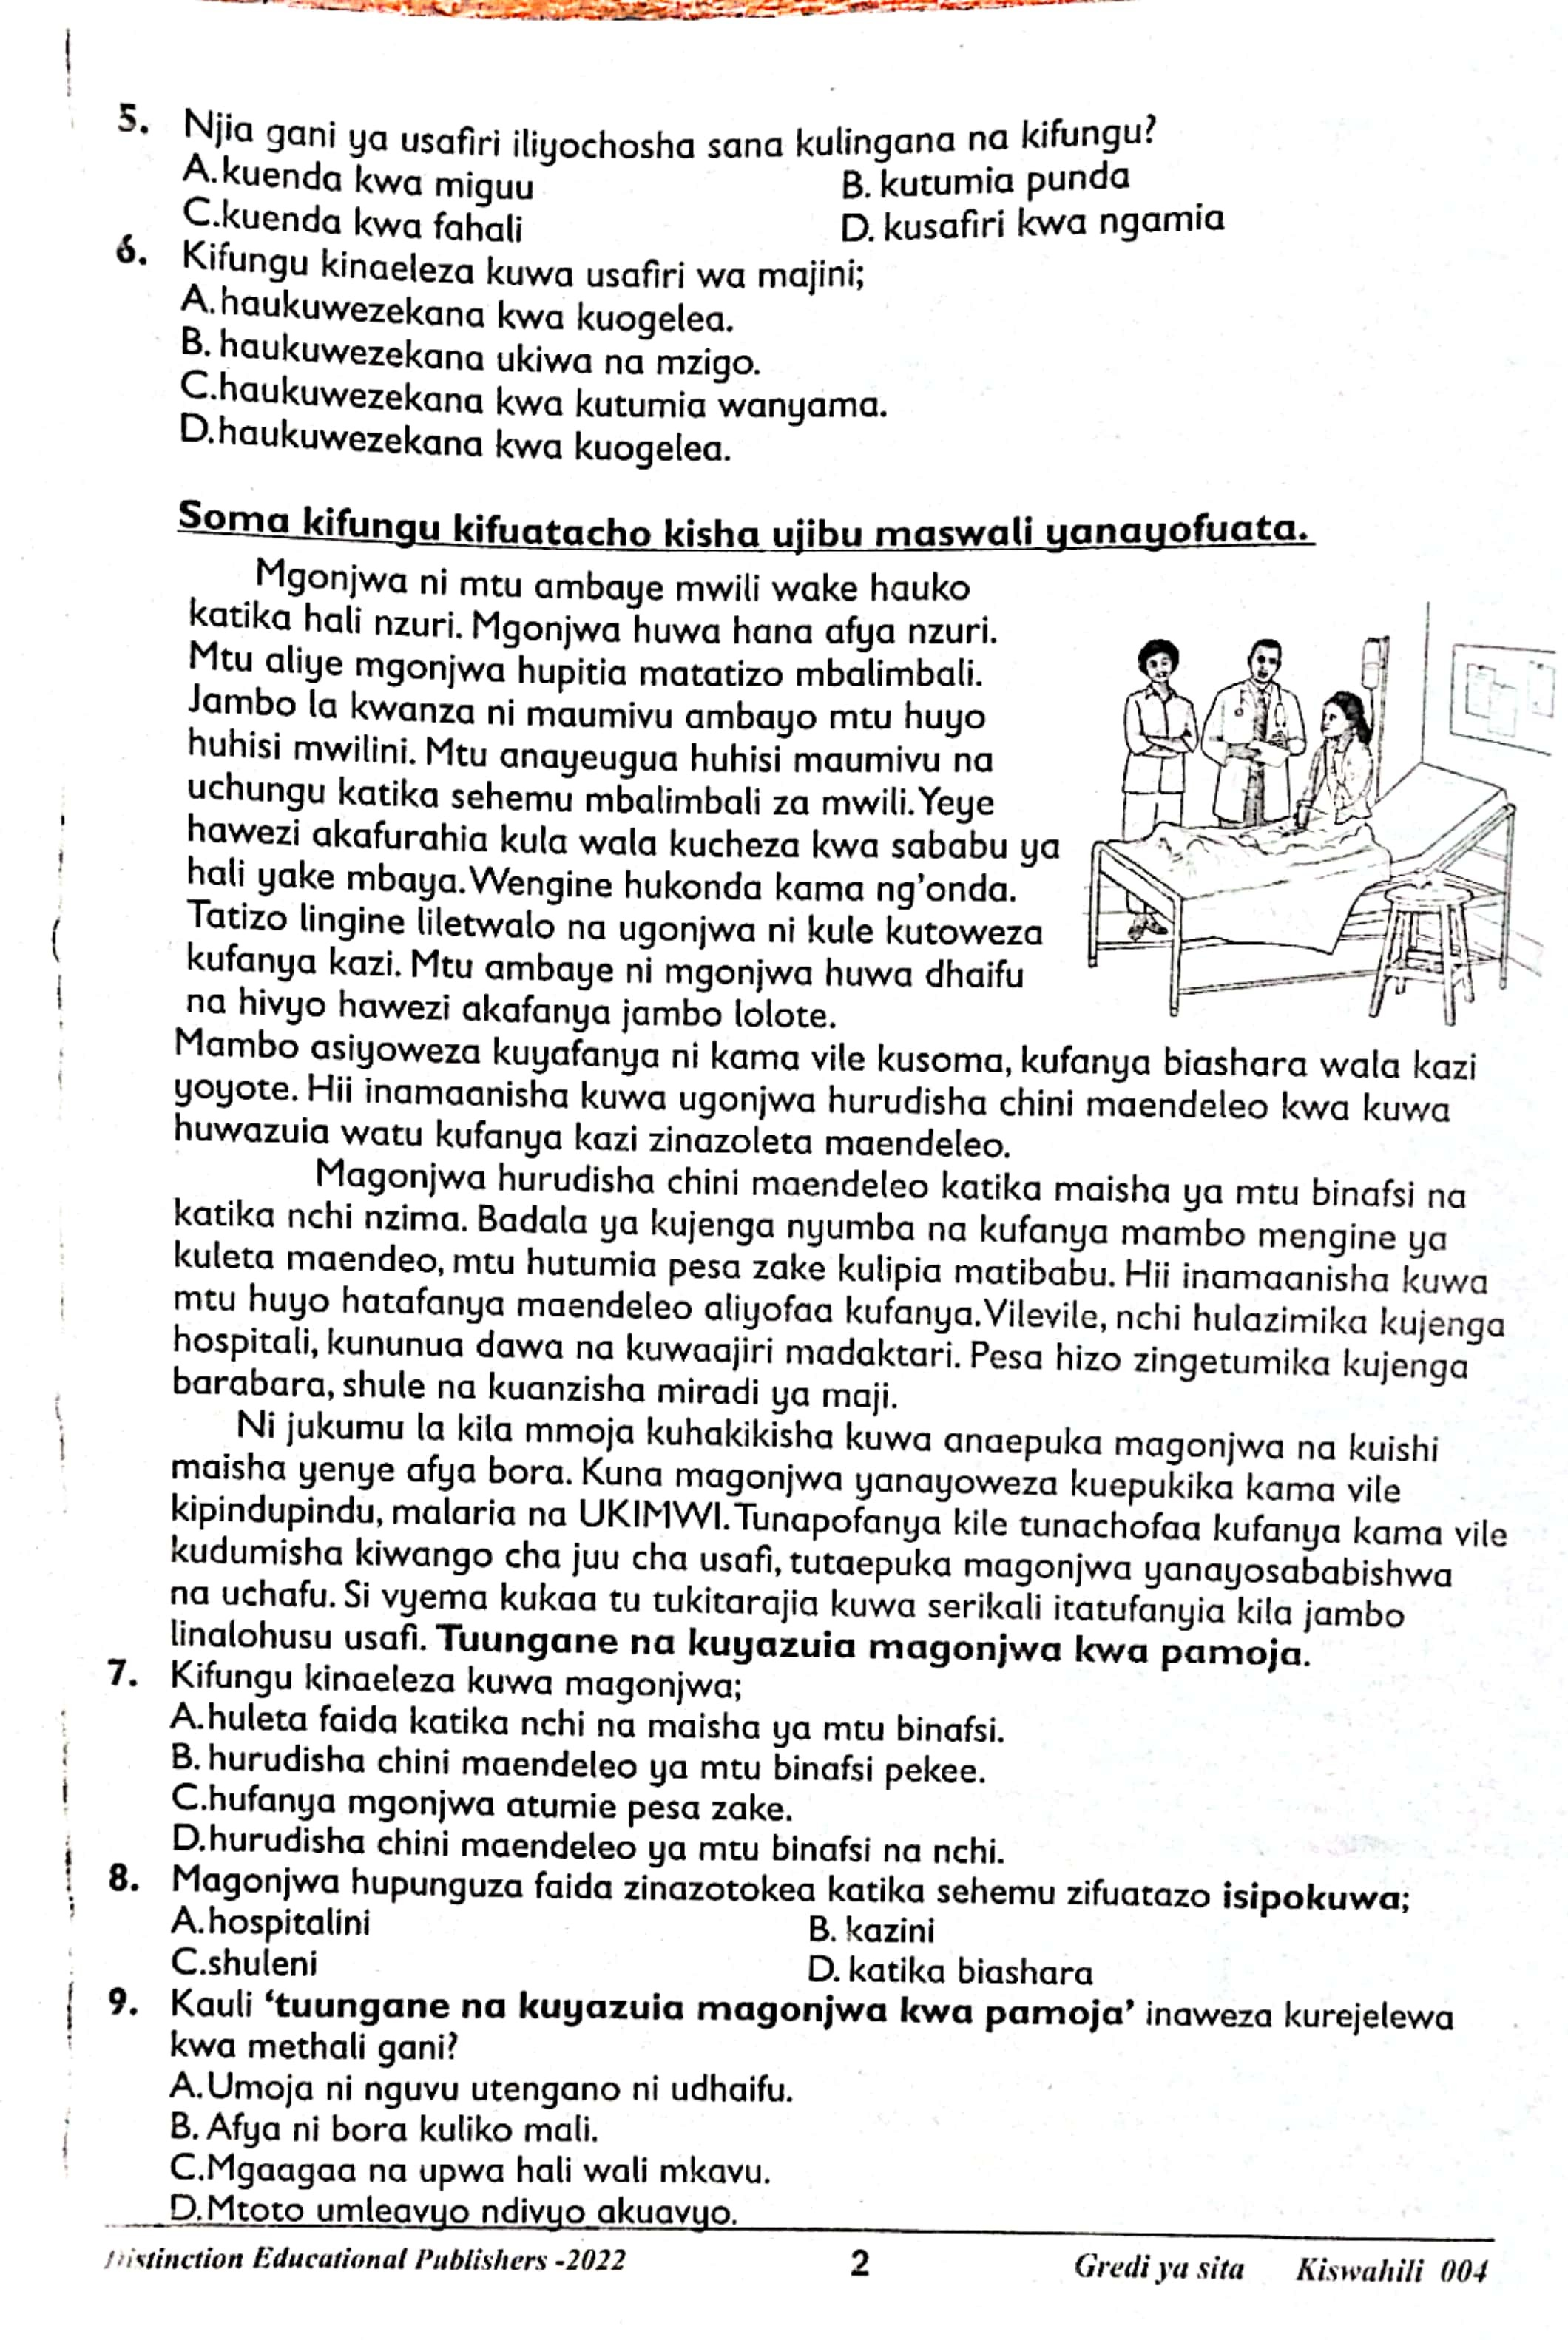 5. Njia gani ya usafiri iliyochosha sana kulingana na kifungu?
A.kuenda kwa miguu B. kutumia punda
C.kuenda kwa fahali D. kusafiri kwa ngamia
6. Kifungu kinaeleza kuwa usafiri wa majini;
A.haukuwezekana kwa kuogelea.
B. haukuwezekana ukiwa na mzigo.
C.haukuwezekana kwa kutumia wanyama.
D.haukuwezekana kwa kuogelea.
Soma kifungu kifuatacho kisha ujibu maswali yanayofuata.
Mgonjwa ni mtu ambaye mwili wake hauko
katika hali nzuri. Mgonjwa huwa hana afya nzuri.
Mtu aliye mgonjwa hupitia matatizo mbalimbali.
Jambo la kwanza ni maumivu ambayo mtu huyo
huhisi mwilini. Mtu anayeugua huhisi maumivu na
uchungu katika sehemu mbalimbali za mwili. Yeye
hawezi akafurahia kula wala kucheza kwa sababu ya
hali yake mbaya. Wengine hukonda kama ng'onda.
Tatizo lingine liletwalo na ugonjwa ni kule kutoweza
kufanya kazi. Mtu ambaye ni mgonjwa huwa dhaifu
na hivyo hawezi akafanya jambo lolote.
Mambo asiyoweza kuyafanya ni kama vile kusoma, kufanya biashara wala kazi
yoyote. Hii inamaanisha kuwa ugonjwa hurudisha chini maendeleo kwa kuwa
huwazuia watu kufanya kazi zinazoleta maendeleo.
Magonjwa hurudisha chini maendeleo katika maisha ya mtu binafsi na
katika nchi nzima. Badala ya kujenga nyumba na kufanya mambo mengine ya
kuleta maendeo, mtu hutumia pesa zake kulipia matibabu. Hii inamaanisha kuwa
mtu huyo hatafanya maendeleo aliyofaa kufanya. Vilevile, nchi hulazimika kujenga
hospitali, kununua dawa na kuwaajiri madaktari. Pesa hizo zingetumika kujenga
barabara, shule na kuanzisha miradi ya maji.
Ni jukumu la kila mmoja kuhakikisha kuwa anaepuka magonjwa na kuishi
maisha yenye afya bora. Kuna magonjwa yanayoweza kuepukika kama vile
kipindupindu, malaria na UKIMWI. Tunapofanya kile tunachofaa kufanya kama vile
kudumisha kiwango cha juu cha usafi, tutaepuka magonjwa yanayosababishwa
na uchafu. Si vyema kukaa tu tukitarajia kuwa serikali itatufanyia kila jambo
linalohusu usafi. Tuungane na kuyazuia magonjwa kwa pamoja.
7. Kifungu kinaeleza kuwa magonjwa;
A.huleta faida katika nchi na maisha ya mtu binafsi.
B. hurudisha chini maendeleo ya mtu binafsi pekee.
C.hufanya mgonjwa atumie pesa zake.
D.hurudisha chini maendeleo ya mtu binafsi na nchi.
8. Magonjwa hupunguza faida zinazotokea katika sehemu zifuatazo isipokuwa;
A.hospitalini B. kazini
C.shuleni D. katika biashara
9. Kauli 'tuungane na kuyazuia magonjwa kwa pamoja' inaweza kurejelewa
kwa methali gani?
A.Umoja ni nguvu utengano ni udhaifu.
B. Afya ni bora kuliko mali.
C.Mgaagaa na upwa hali wali mkavu.
D.Mtoto umleavyo ndivyo akuavyo.
Distinction Educational Publishers -2022 2 Gredi ya sita Kiswahili 004